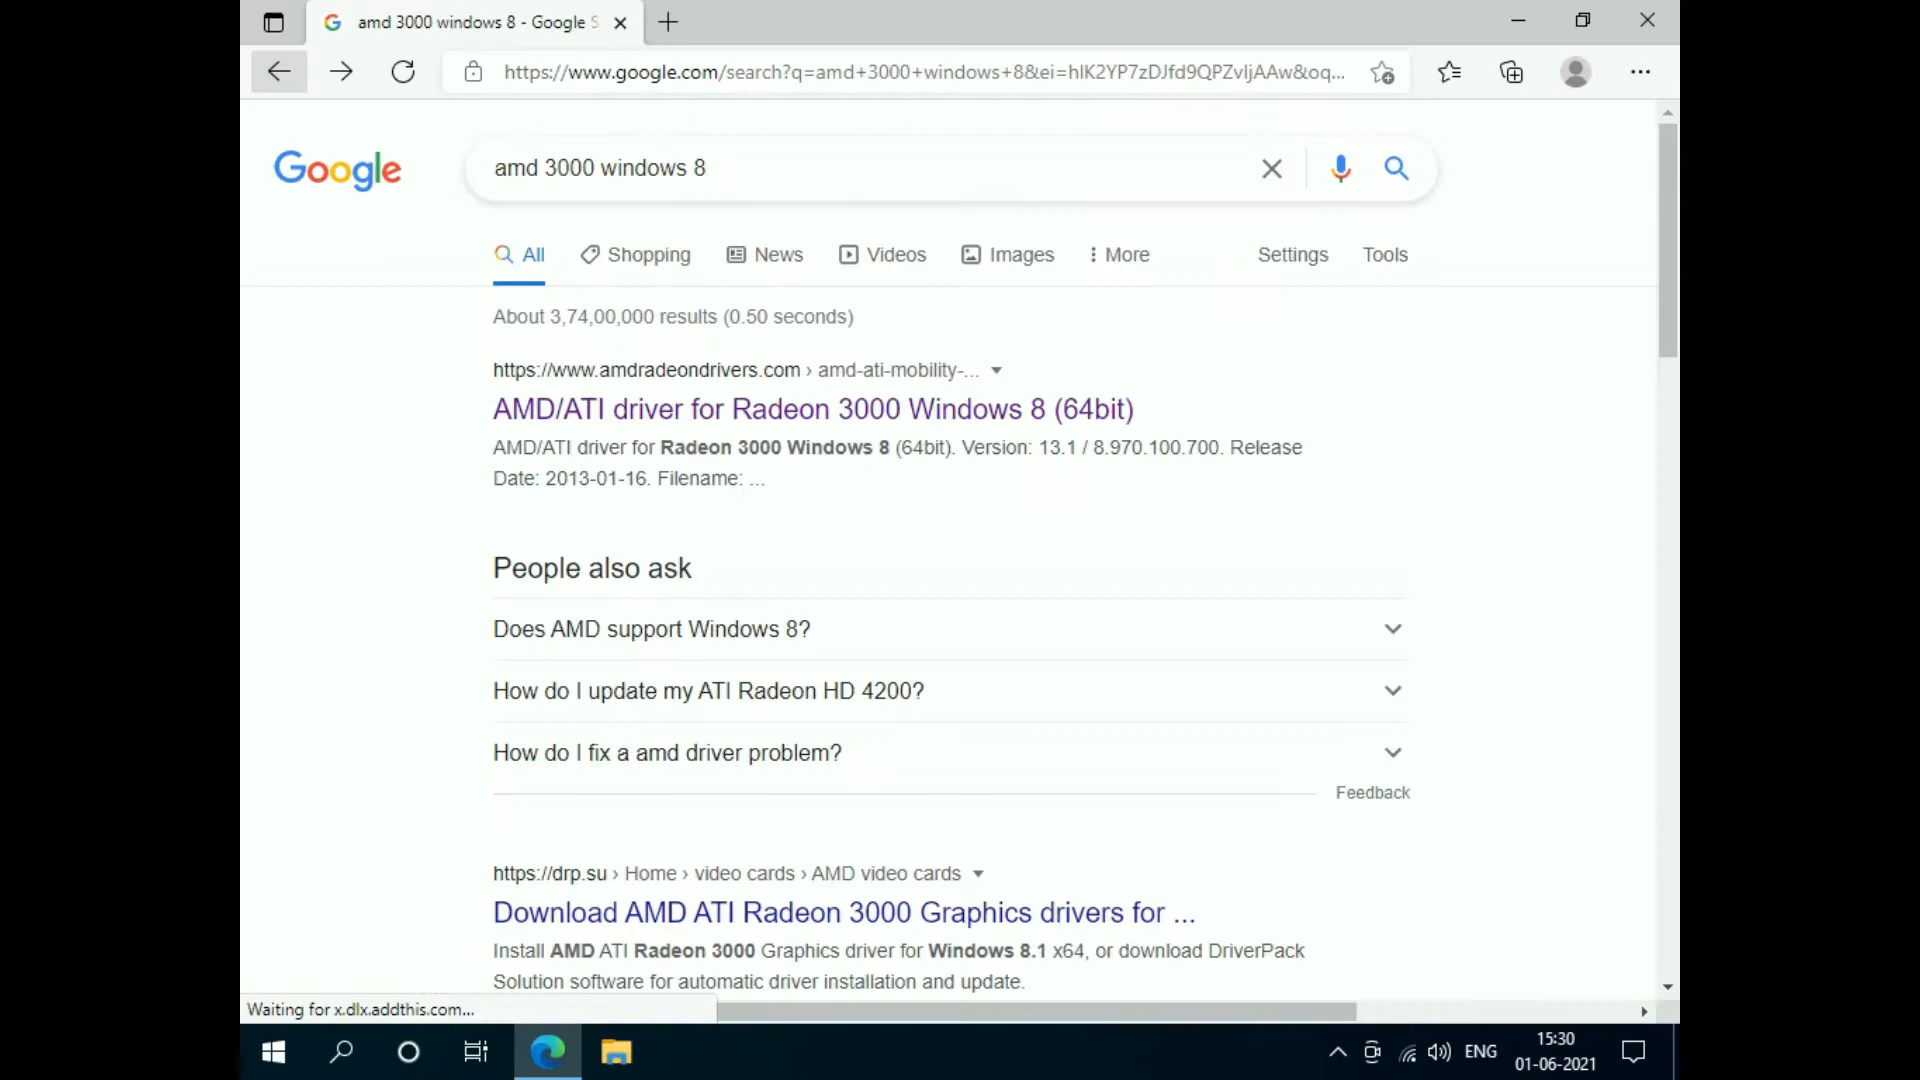 amd 3000 windows 8 - Google S
https://www.google.com/search?q=amd+3000+windows+8&ei=hlK2YP7zDJfd9QPZvljAAw&oq...
Google
amd 3000 windows 8
All Shopping News Videos Images More Settings Tools
About 3,74,00,000 results (0.50 seconds)
https://www.amdradeondrivers.com › amd-ati-mobility-...
AMD/ATI driver for Radeon 3000 Windows 8 (64bit)
AMD/ATI driver for Radeon 3000 Windows 8 (64bit). Version: 13.1 / 8.970.100.700. Release
Date: 2013-01-16. Filename: ...
People also ask
Does AMD support Windows 8?
How do I update my ATI Radeon HD 4200?
How do I fix a amd driver problem?
Feedback
https://drp.su › Home › video cards › AMD video cards
Download AMD ATI Radeon 3000 Graphics drivers for ...
Install AMD ATI Radeon 3000 Graphics driver for Windows 8.1 x64, or download DriverPack
Solution software for automatic driver installation and update.
Waiting for x.dlx.addthis.com...
ENG
15:30
01-06-2021